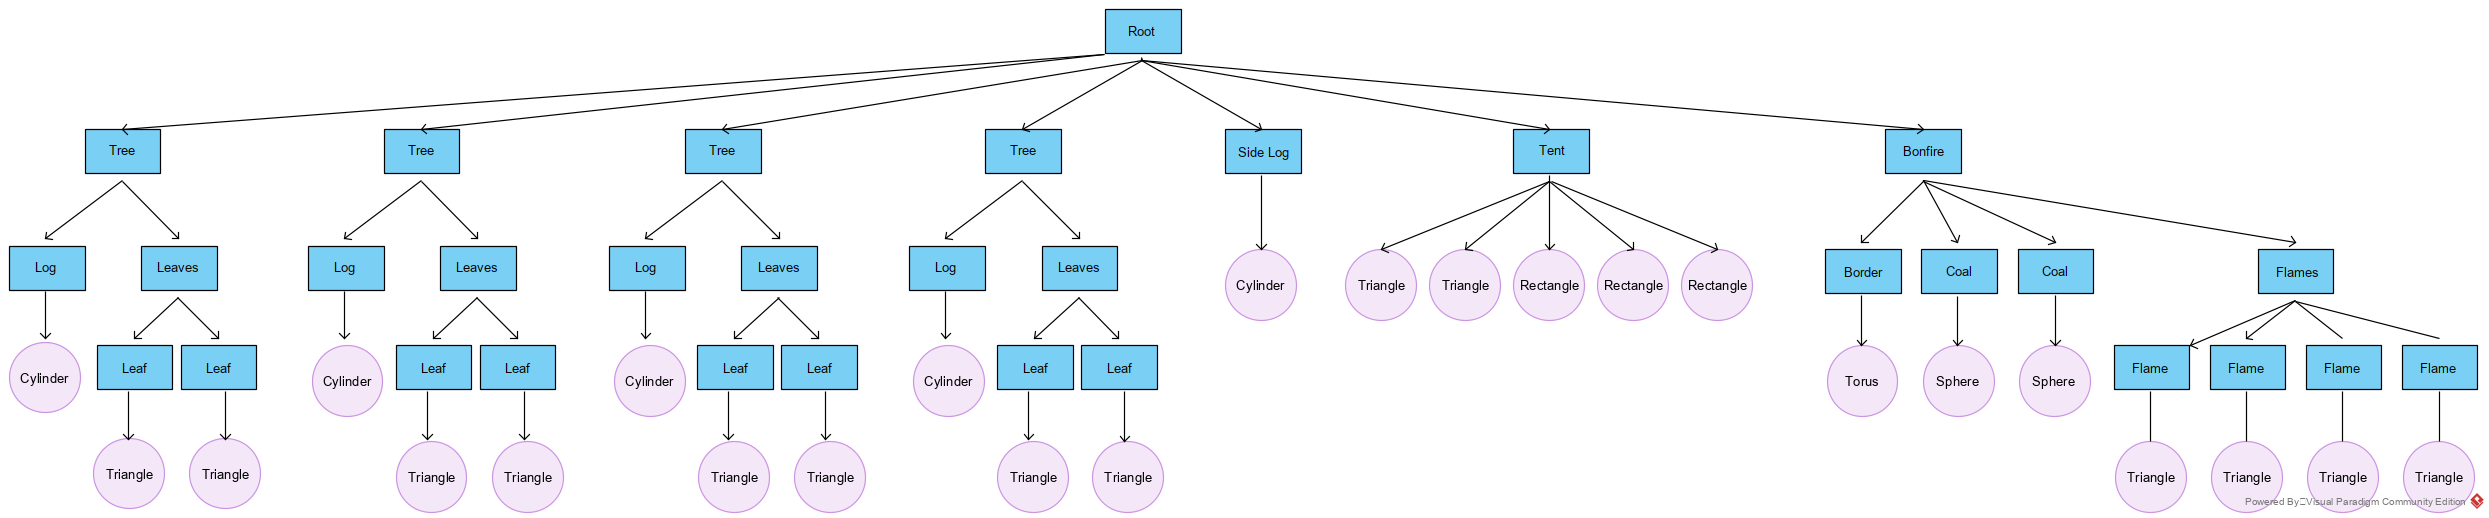 Root
Tree
Tree
Tree
Tree
Side Log
Tent
Bonfire
Log
Leaves
Log
Leaves
Log
Leaves
Log
Leaves
Cylinder
Triangle
Triangle
Rectangle
Rectangle
Rectangle
Border
Coal
Coal
Flames
Cylinder
Leaf
Leaf
Cylinder
Leaf
Leaf
Cylinder
Leaf
Leaf
Cylinder
Leaf
Leaf
Torus
Sphere
Sphere
Flame
Flame
Flame
Flame
Triangle
Triangle
Triangle
Triangle
Triangle
Triangle
Triangle
Triangle
Triangle
Triangle
Triangle
Triangle
Powered By Visual Paradigm Community Edition